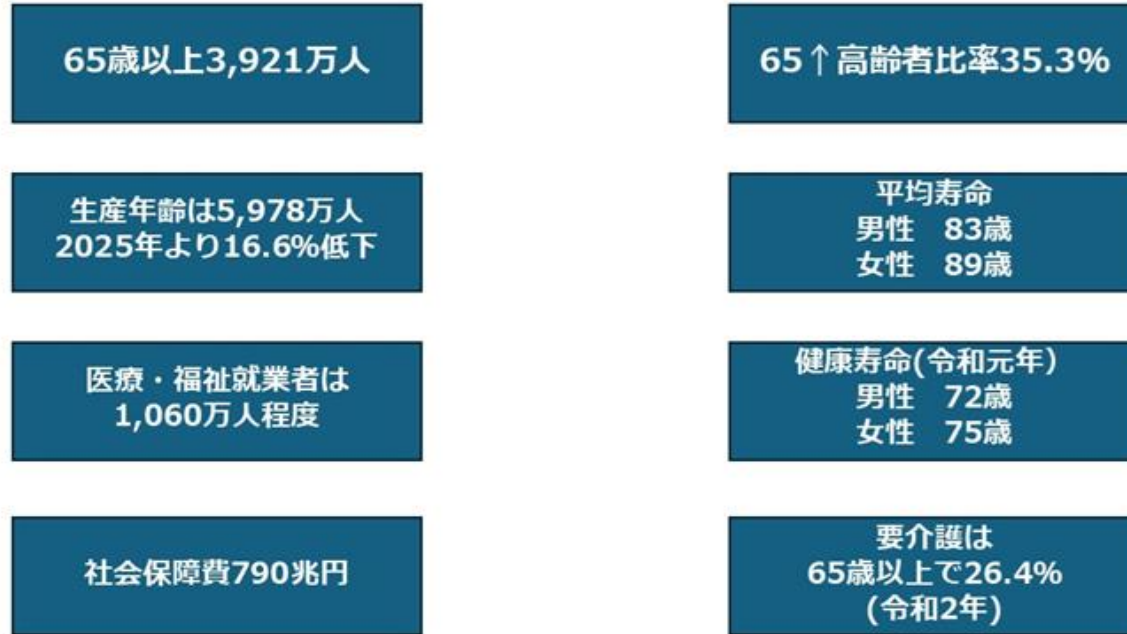 65歳以上3,921万人
65↑高齢者比率35.3%
生産年齢は5,978万人
2025年より16.6%低下
平均寿命
男性　83歳
女性　89歳
医療・福祉就業者は
1,060万人程度
健康寿命(令和元年）
男性　72歳
女性　75歳
社会保障費790兆円
要介護は
65歳以上で26.4%
(令和2年)